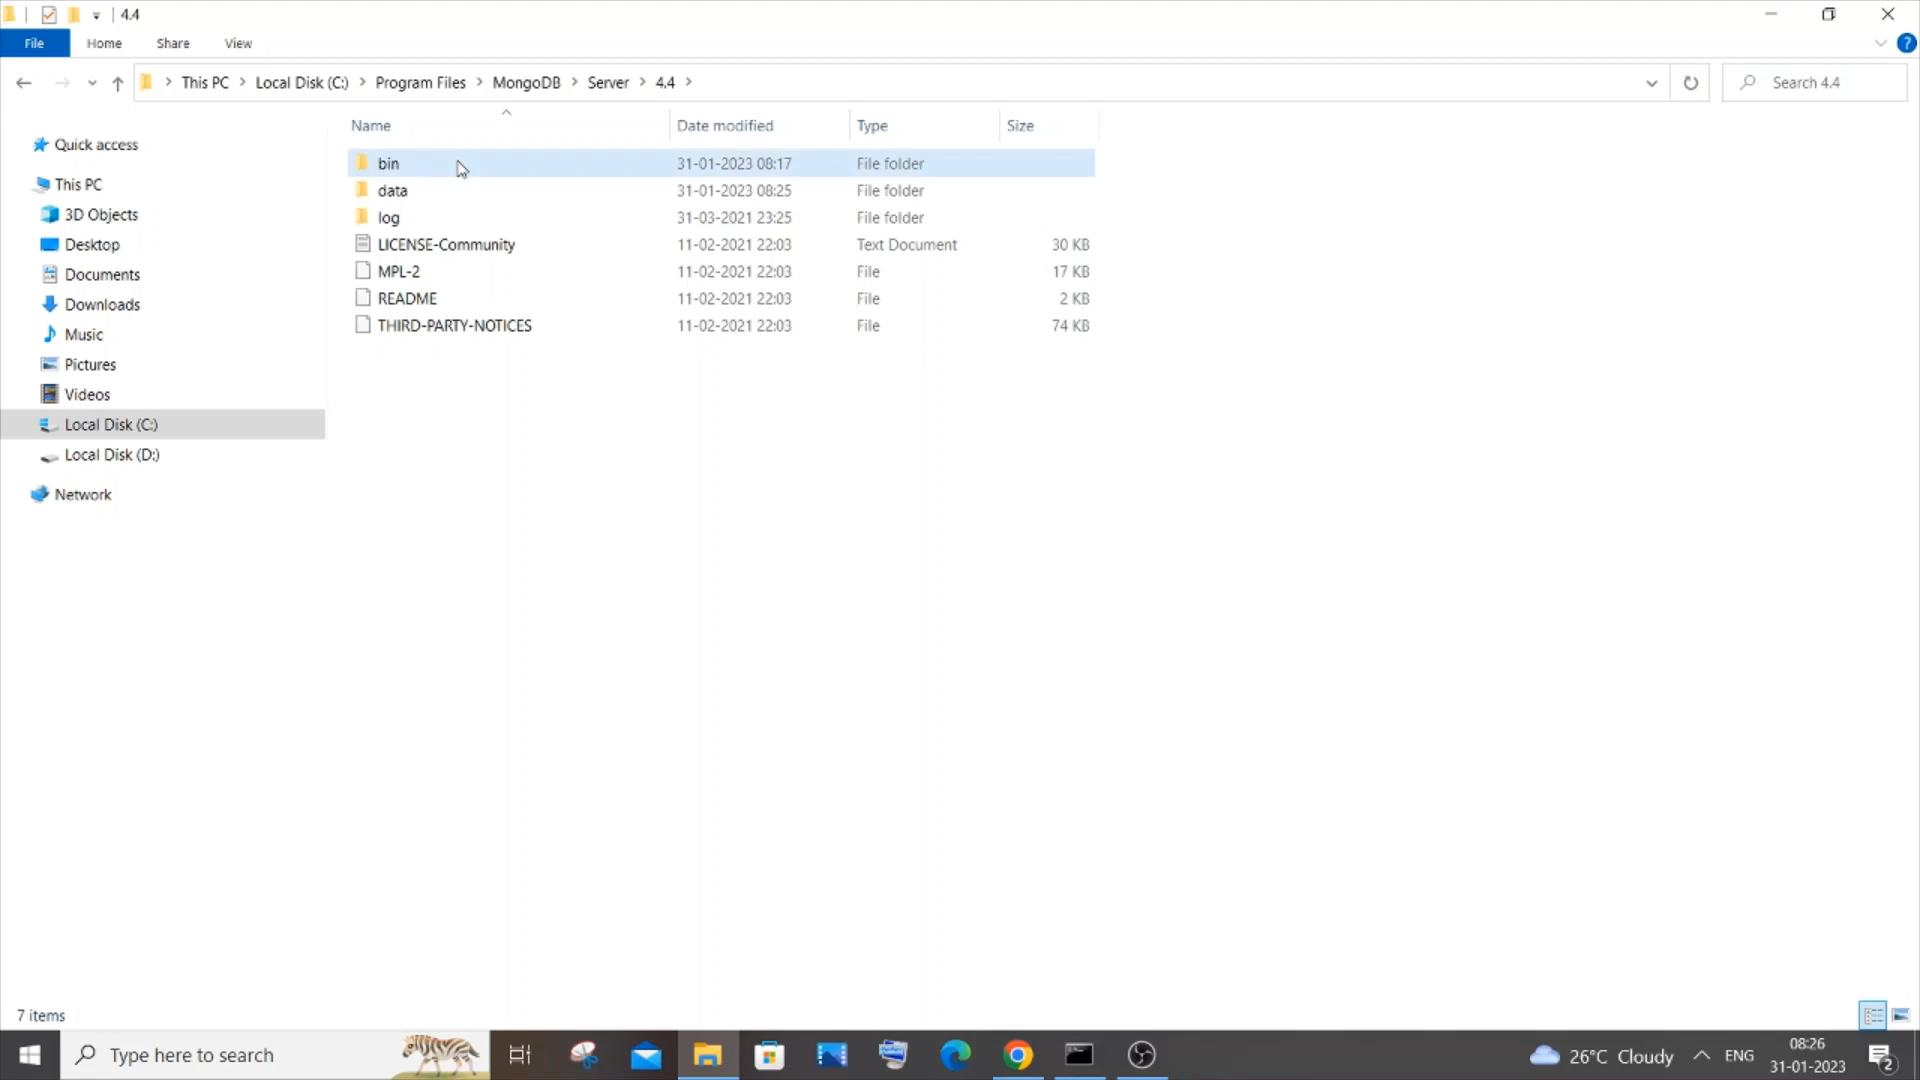 4.4
File Home Share View
This PC Local Disk (C:) Program Files MongoDB Server 4.4
Search 4.4
Name Date modified Type Size
Quick access
This PC
3D Objects
Desktop
Documents
Downloads
Music
Pictures
Videos
Local Disk (C:)
Local Disk (D:)
Network
bin 31-01-2023 08:17 File folder
data 31-01-2023 08:25 File folder
log 31-03-2021 23:25 File folder
LICENSE-Community 11-02-2021 22:03 Text Document 30 KB
MPL-2 11-02-2021 22:03 File 17 KB
README 11-02-2021 22:03 File 2 KB
THIRD-PARTY-NOTICES 11-02-2021 22:03 File 74 KB
7 items
Type here to search
26°C Cloudy
ENG
08:26
31-01-2023
2